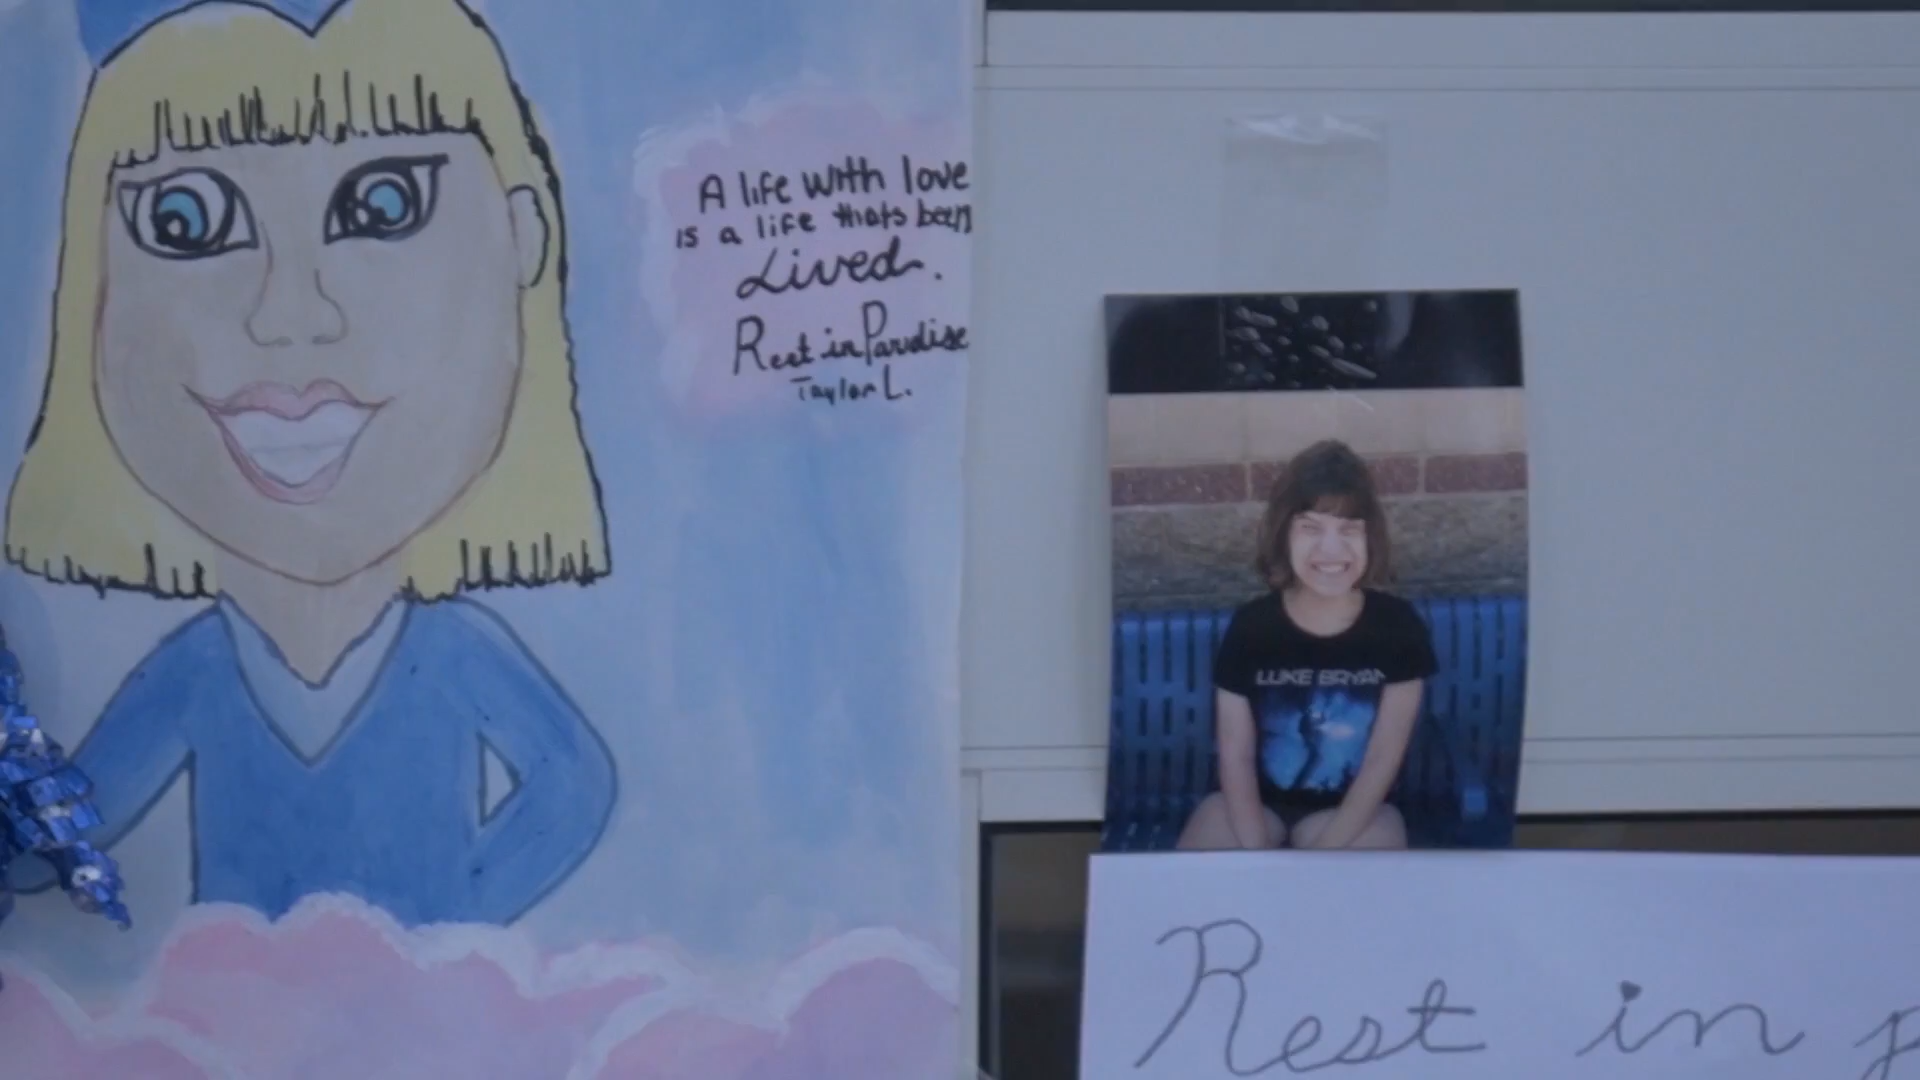 A life with love
is a life thats been
Lived.
Rest in Paradise
Taylor L.
LUKE BRYAN
Rest in p